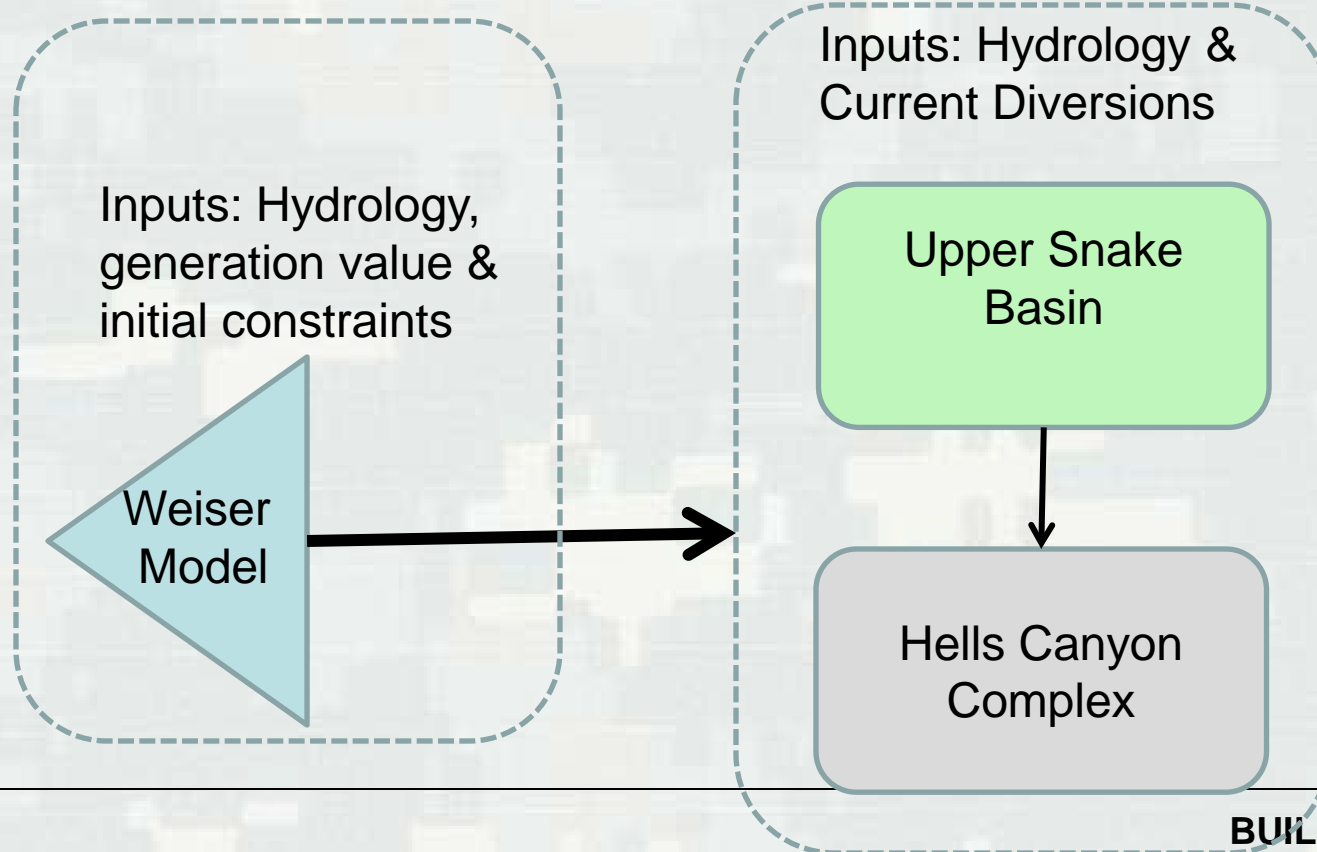 Inputs: Hydrology,
generation value &
initial constraints
Weiser
Model
Inputs: Hydrology &
Current Diversions
Upper Snake
Basin
Hells Canyon
Complex
BUIL